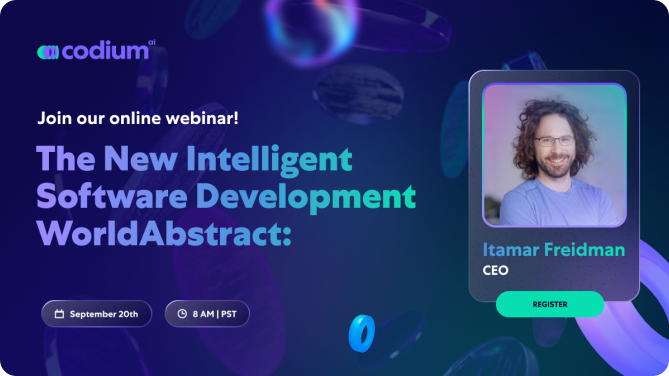 codium ai
Join our online webinar!
The New Intelligent
Software Development
WorldAbstract:
September 20th
8 AM | PST
Itamar Freidman
CEO
REGISTER